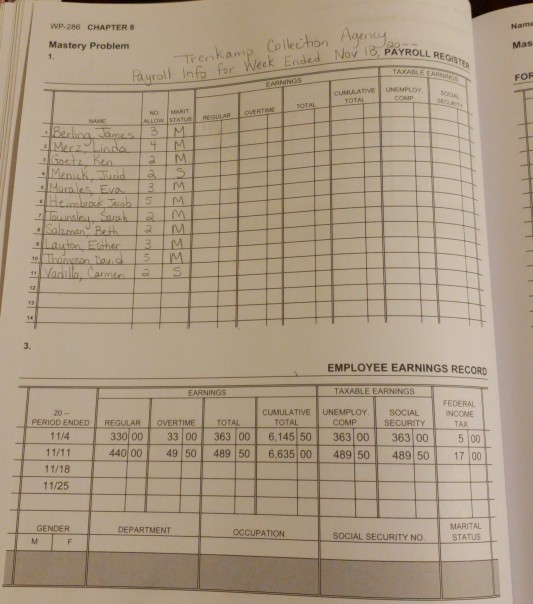 WP-286 CHAPTER 8
Name
Mastery Problem
Mas
1.
Trenkamp Collection Agency
Payroll Info for Week Ended Nov 18, 20--
PAYROLL REGISTER
FOR
EARNINGS
TAXABLE EARNINGS
NAME NO. ALLOW. MARIT STATUS REGULAR OVERTIME TOTAL CUMULATIVE TOTAL UNEMPLOY. COMP. SOCIAL SECURITY
1 Berling, James 3 M
2 Merz, Linda 4 M
3 Goetz, Ken 2 M
4 Menick, Judd 2 S
5 Morales, Eva 3 M
6 Heimbrock, Jacob 5 M
7 Townsley, Sarah 2 M
8 Salzman, Beth 2 M
9 Layton, Esther 3 M
10 Thompson, David 5 M
11 Vadillo, Carmen 2 S
12
13
14
3.
EMPLOYEE EARNINGS RECORD
EARNINGS TAXABLE EARNINGS FEDERAL
20 – CUMULATIVE UNEMPLOY. SOCIAL INCOME
PERIOD ENDED REGULAR OVERTIME TOTAL TOTAL COMP. SECURITY TAX
11/4 330 00 33 00 363 00 6,145 50 363 00 363 00 5 00
11/11 440 00 49 50 489 50 6,635 00 489 50 489 50 17 00
11/18
11/25
GENDER DEPARTMENT OCCUPATION SOCIAL SECURITY NO. MARITAL
M F STATUS